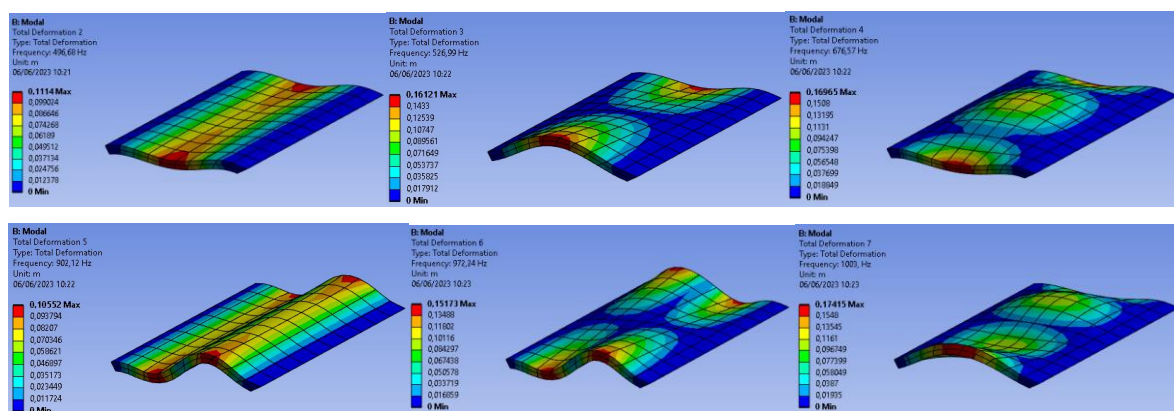 B: Modal
Total Deformation 2
Type: Total Deformation
Frequency: 496,68 Hz
Unit: m
06/06/2023 10:21
0.1114 Max
0,099024
0,086646
0,074268
0,06189
0,049512
0,037134
0,024756
0,012378
0 Min
B: Modal
Total Deformation 3
Type: Total Deformation
Frequency: 526,99 Hz
Unit: m
06/06/2023 10:22
0.16121 Max
0,1433
0,12539
0,10747
0,089561
0,071649
0,053737
0,035825
0,017912
0 Min
B: Modal
Total Deformation 4
Type: Total Deformation
Frequency: 676,57 Hz
Unit: m
06/06/2023 10:22
0.16965 Max
0,1508
0,13195
0,1131
0,094247
0,075398
0,056548
0,037699
0,018849
0 Min
B: Modal
Total Deformation 5
Type: Total Deformation
Frequency: 902,12 Hz
Unit: m
06/06/2023 10:22
0.10552 Max
0,093794
0,08207
0,070346
0,058621
0,046897
0,035173
0,023449
0,011724
0 Min
B: Modal
Total Deformation 6
Type: Total Deformation
Frequency: 972,24 Hz
Unit: m
06/06/2023 10:23
0.15173 Max
0,13488
0,11802
0,10116
0,084297
0,067438
0,050578
0,033719
0,016859
0 Min
B: Modal
Total Deformation 7
Type: Total Deformation
Frequency: 1003, Hz
Unit: m
06/06/2023 10:23
0.17415 Max
0,1548
0,13545
0,1161
0,096749
0,077399
0,058049
0,0387
0,01935
0 Min